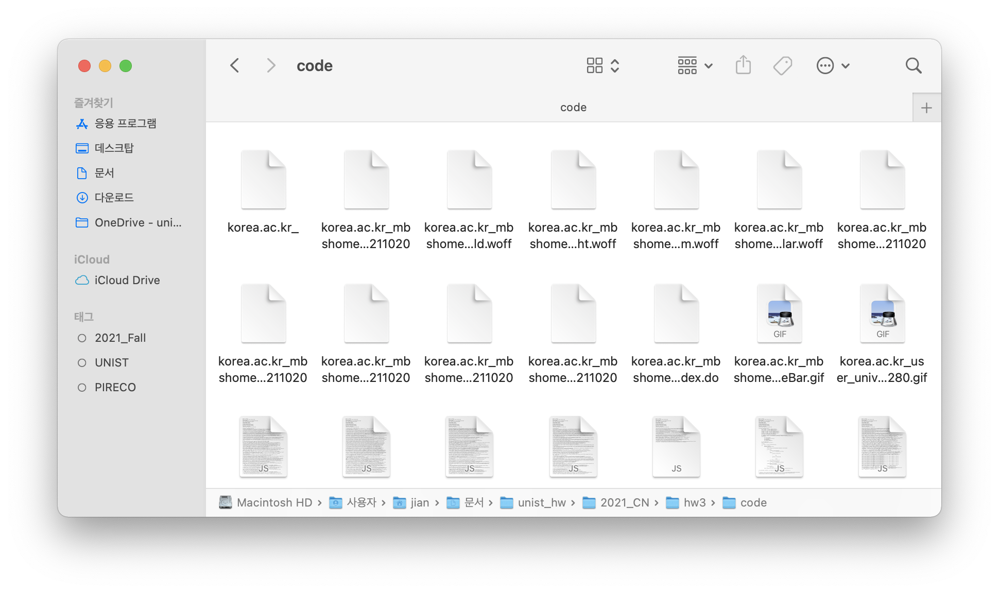 code
code
즐겨찾기
응용 프로그램
데스크탑
문서
다운로드
OneDrive - uni...
iCloud
iCloud Drive
태그
2021_Fall
UNIST
PIRECO
korea.ac.kr_
korea.ac.kr_mb
shome...211020
korea.ac.kr_mb
shome...ld.woff
korea.ac.kr_mb
shome...ht.woff
korea.ac.kr_mb
shome...m.woff
korea.ac.kr_mb
shome...lar.woff
korea.ac.kr_mb
shome...211020
korea.ac.kr_mb
shome...211020
korea.ac.kr_mb
shome...211020
korea.ac.kr_mb
shome...211020
korea.ac.kr_mb
shome...211020
korea.ac.kr_mb
shome...dex.do
GIF
korea.ac.kr_mb
shome...eBar.gif
GIF
korea.ac.kr_us
er_univ...280.gif
JS
JS
JS
JS
JS
JS
JS
Macintosh HD › 사용자 › jian › 문서 › unist_hw › 2021_CN › hw3 › code